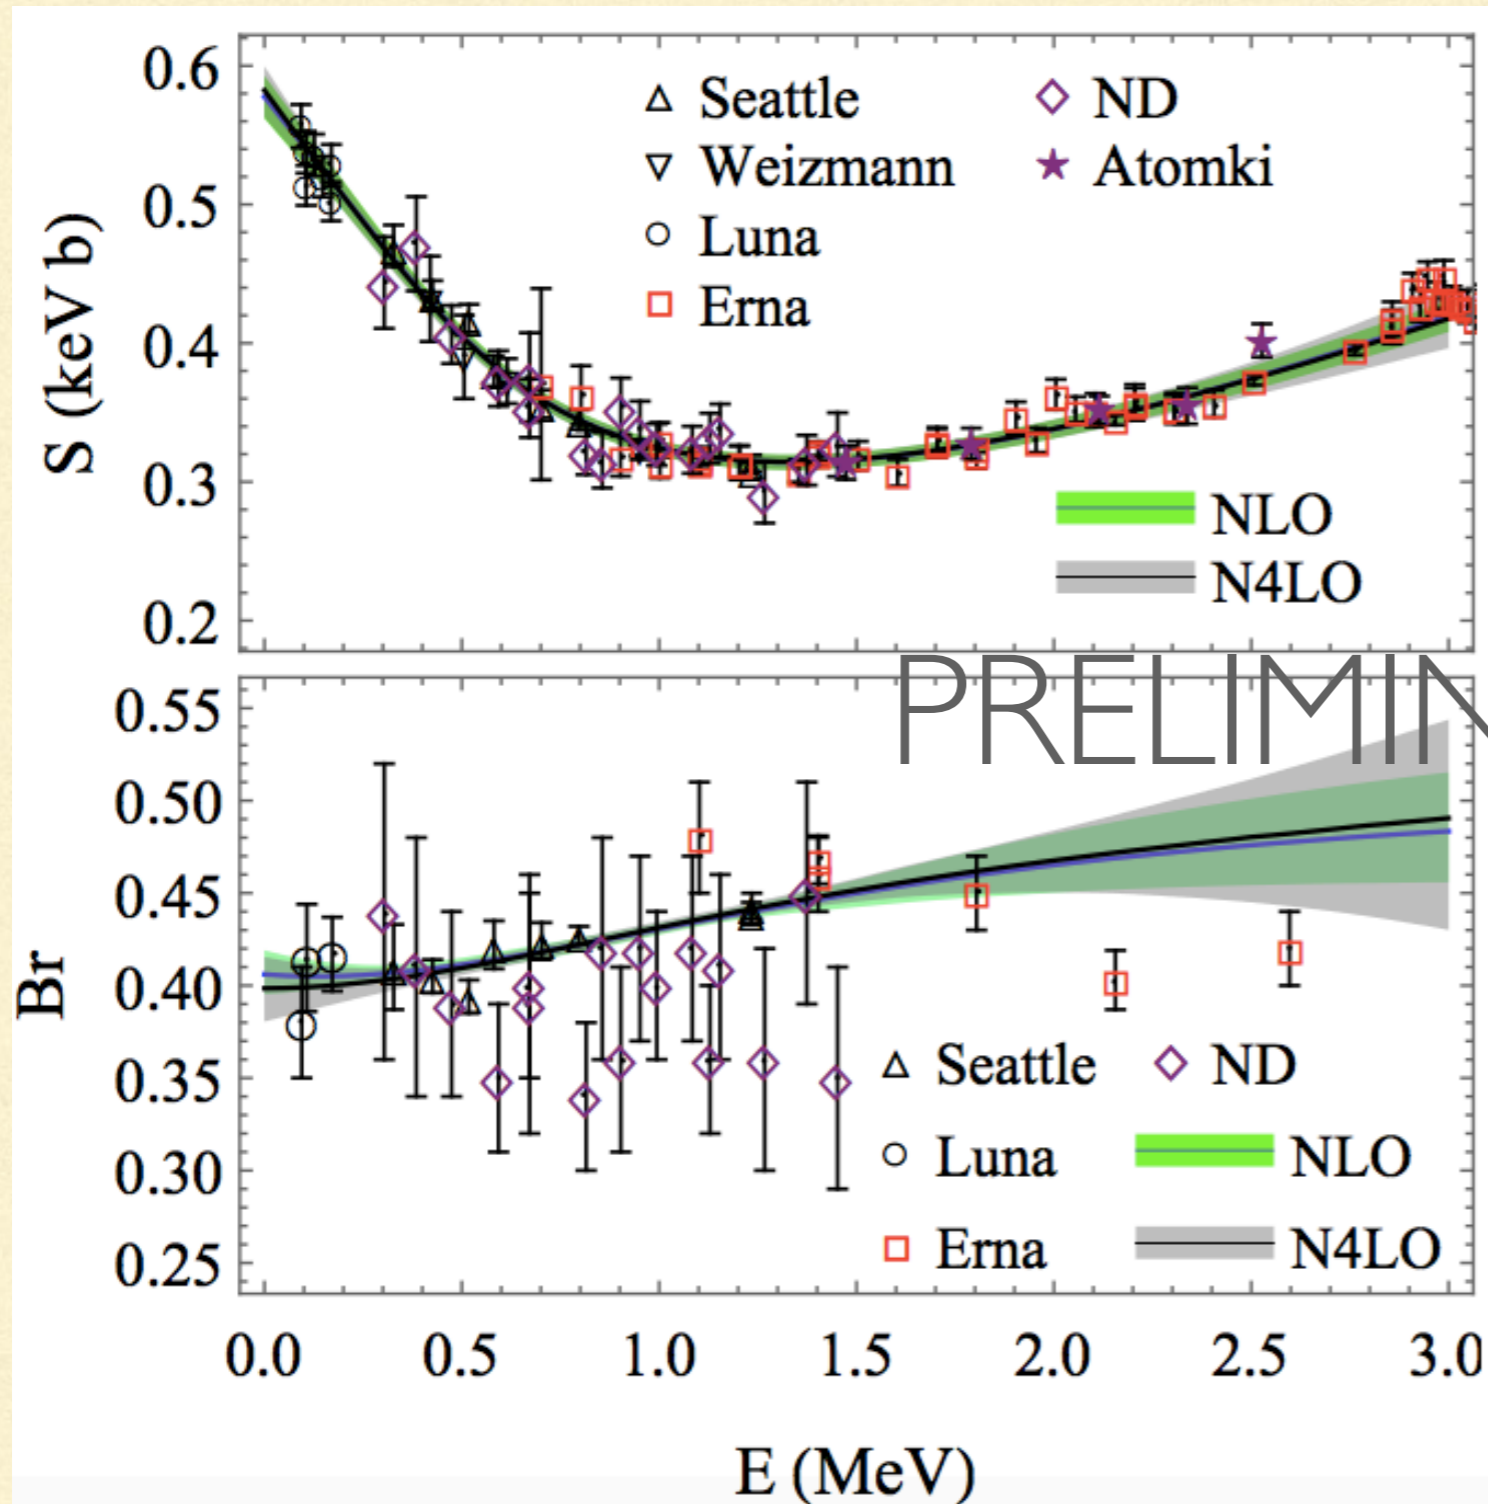 0.6
0.5
0.4
0.3
0.2
S (keV b)
Seattle
ND
Weizmann
Atomki
Luna
Erna
NLO
N4LO
PRELIMIN
0.55
0.50
0.45
0.40
0.35
0.30
0.25
Br
Seattle
ND
Luna
NLO
Erna
N4LO
0.0 0.5 1.0 1.5 2.0 2.5 3.0
E (MeV)